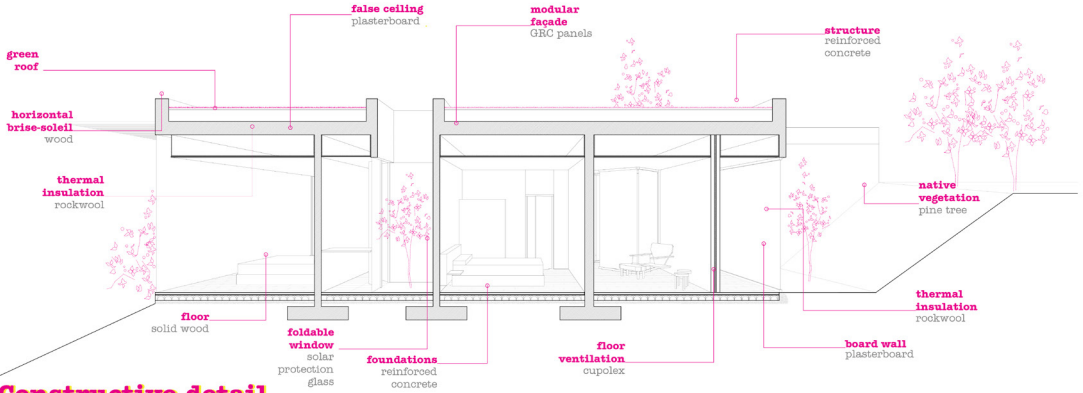 false ceiling
plasterboard
modular
façade
GRC panels
structure
reinforced
concrete
green
roof
horizontal
brise-soleil
wood
thermal
insulation
rockwool
native
vegetation
pine tree
floor
solid wood
foldable
window
solar
protection
glass
foundations
reinforced
concrete
floor
ventilation
cupolex
board wall
plasterboard
thermal
insulation
rockwool
Constructive detail